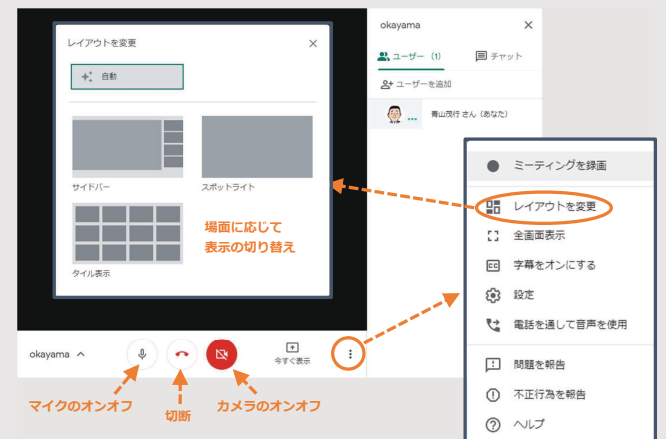 レイアウトを変更
自動
サイドバー
スポットライト
タイル表示
場面に応じて
表示の切り替え
okayama
ユーザー (1)
チャット
ユーザーを追加
青山茂行 さん (あなた)
ミーティングを録画
レイアウトを変更
全画面表示
CC 字幕をオンにする
設定
電話を通して音声を使用
問題を報告
不正行為を報告
ヘルプ
okayama
今すぐ表示
マイクのオンオフ
切断
カメラのオンオフ